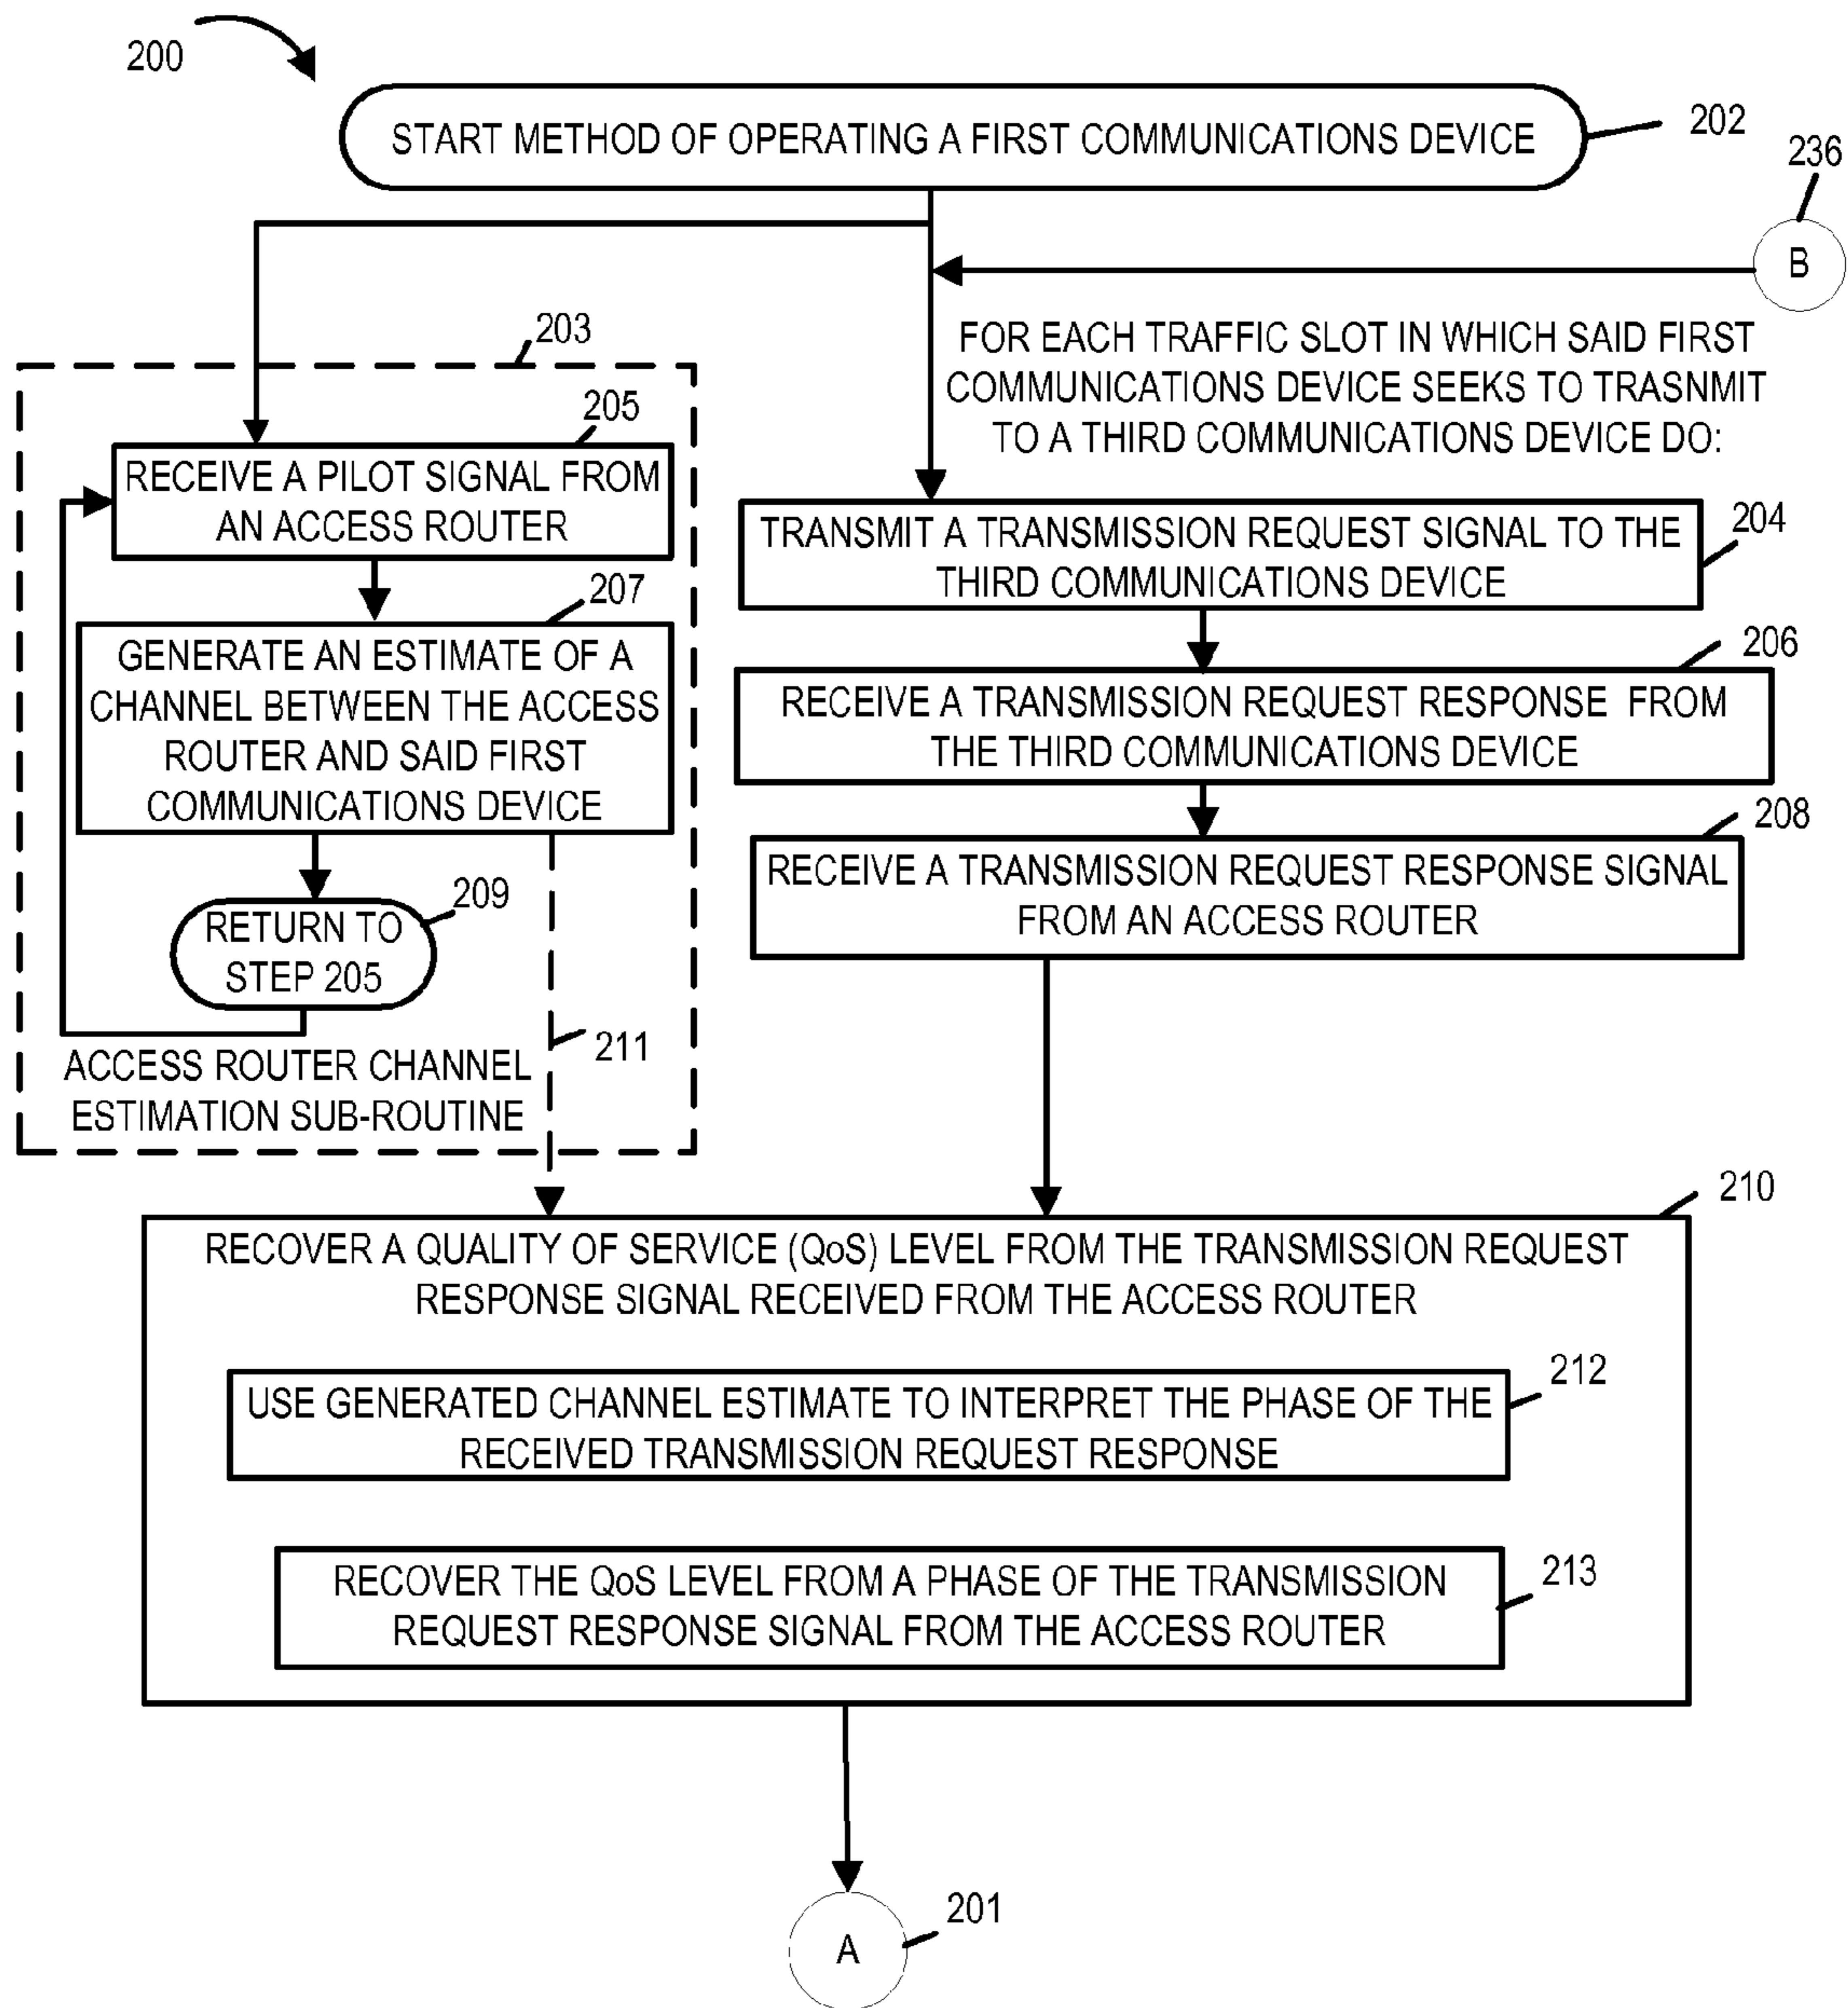 200
START METHOD OF OPERATING A FIRST COMMUNICATIONS DEVICE
202
236
B
FOR EACH TRAFFIC SLOT IN WHICH SAID FIRST
COMMUNICATIONS DEVICE SEEKS TO TRASNMIT
TO A THIRD COMMUNICATIONS DEVICE DO:
203
205
RECEIVE A PILOT SIGNAL FROM
AN ACCESS ROUTER
207
GENERATE AN ESTIMATE OF A
CHANNEL BETWEEN THE ACCESS
ROUTER AND SAID FIRST
COMMUNICATIONS DEVICE
209
RETURN TO
STEP 205
211
ACCESS ROUTER CHANNEL
ESTIMATION SUB-ROUTINE
TRANSMIT A TRANSMISSION REQUEST SIGNAL TO THE
THIRD COMMUNICATIONS DEVICE
204
206
RECEIVE A TRANSMISSION REQUEST RESPONSE FROM
THE THIRD COMMUNICATIONS DEVICE
208
RECEIVE A TRANSMISSION REQUEST RESPONSE SIGNAL
FROM AN ACCESS ROUTER
210
RECOVER A QUALITY OF SERVICE (QoS) LEVEL FROM THE TRANSMISSION REQUEST
RESPONSE SIGNAL RECEIVED FROM THE ACCESS ROUTER
212
USE GENERATED CHANNEL ESTIMATE TO INTERPRET THE PHASE OF THE
RECEIVED TRANSMISSION REQUEST RESPONSE
213
RECOVER THE QoS LEVEL FROM A PHASE OF THE TRANSMISSION
REQUEST RESPONSE SIGNAL FROM THE ACCESS ROUTER
201
A